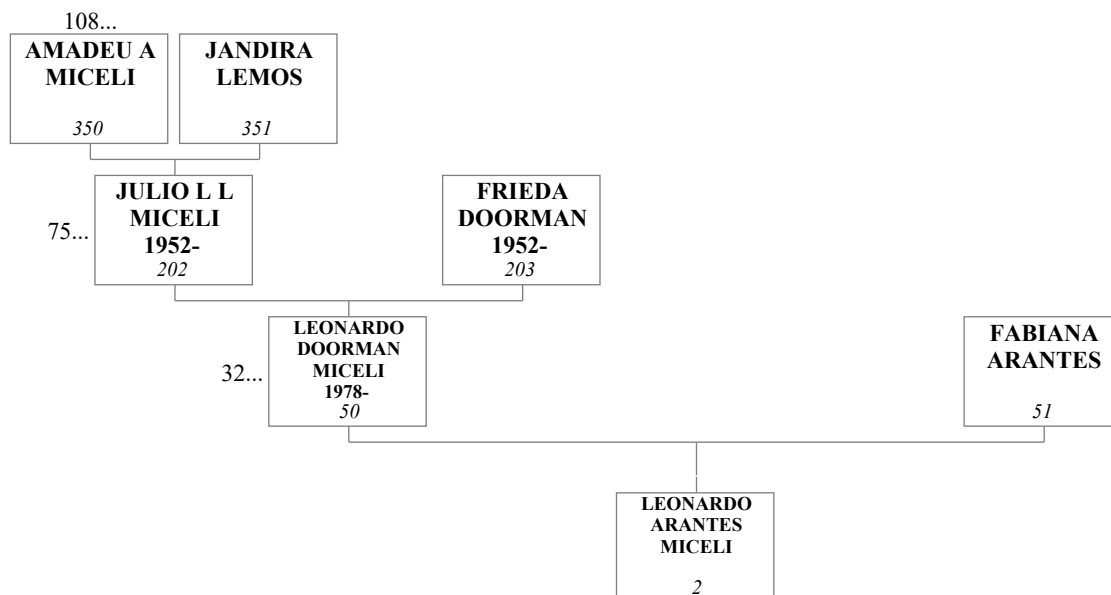 108...
AMADEU A
MICELI
350
JANDIRA
LEMOS
351
75...
JULIO L L
MICELI
1952-
202
FRIEDA
DOORMAN
1952-
203
32...
LEONARDO
DOORMAN
MICELI
1978-
50
FABIANA
ARANTES
51
LEONARDO
ARANTES
MICELI
2